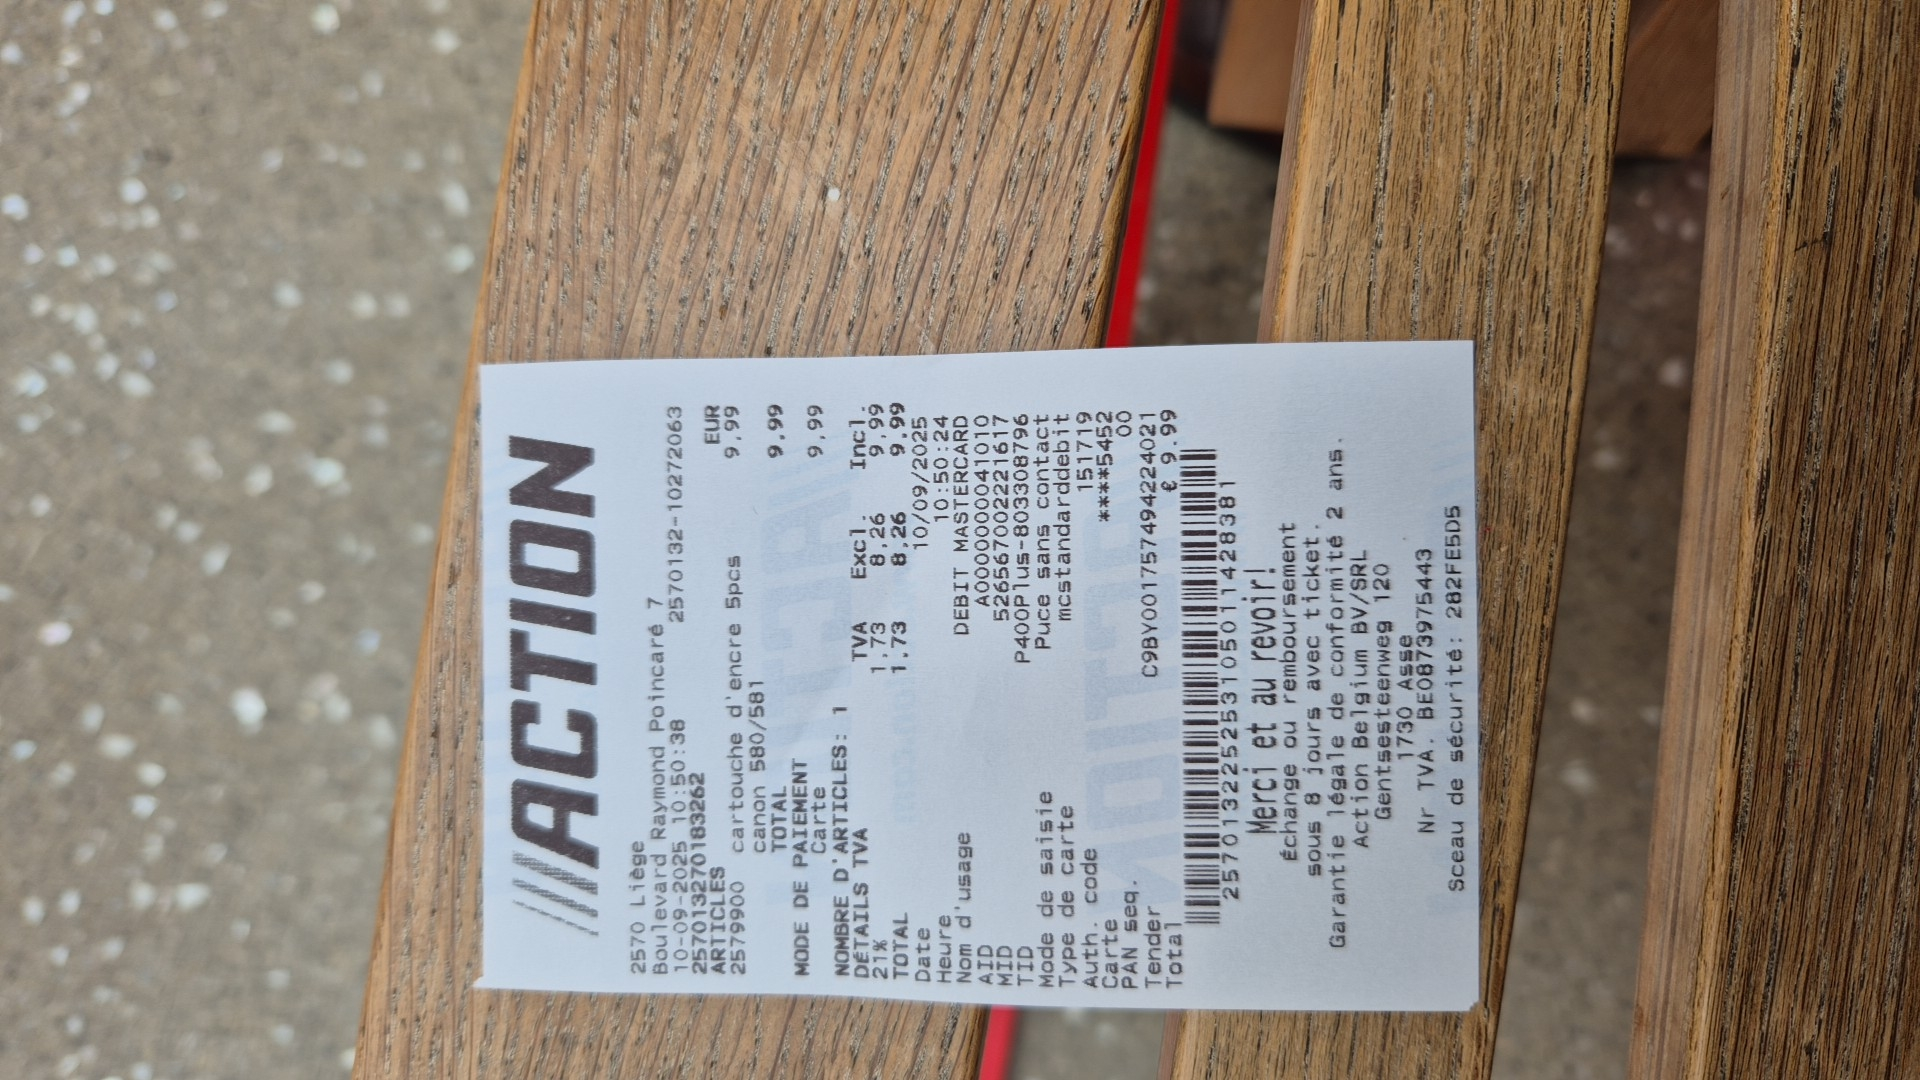 ACTION
2570 Liège
Boulevard Raymond Poincaré 7
10-09-2025 10:50:38 2570132-10272063
257013270183262
ARTICLES EUR
2579900 cartouche d'encre 5pcs 9,99
canon 580/581
TOTAL 9,99
MODE DE PAIEMENT
Carte 9,99
NOMBRE D'ARTICLES: 1
DÉTAILS TVA TVA Excl. Incl.
21% 1,73 8,26 9,99
TOTAL 1,73 8,26 9,99
Date 10/09/2025
Heure 10:50:24
Nom d'usage DEBIT MASTERCARD
AID A0000000041010
MID 526567002221617
TID P400Plus-803308796
Mode de saisie Puce sans contact
Type de carte mcstandarddebit
Auth. code 151719
Carte ****5452
PAN seq. 00
Tender C9BY001757494224021
Total € 9.99
2570132252531050114283 81
Merci et au revoir!
Échange ou remboursement
sous 8 jours avec ticket.
Garantie légale de conformité 2 ans.
Action Belgium BV/SRL
Gentsesteenweg 120
1730 Asse
Nr TVA. BE0873975443
Sceau de sécurité: 282FE5D5